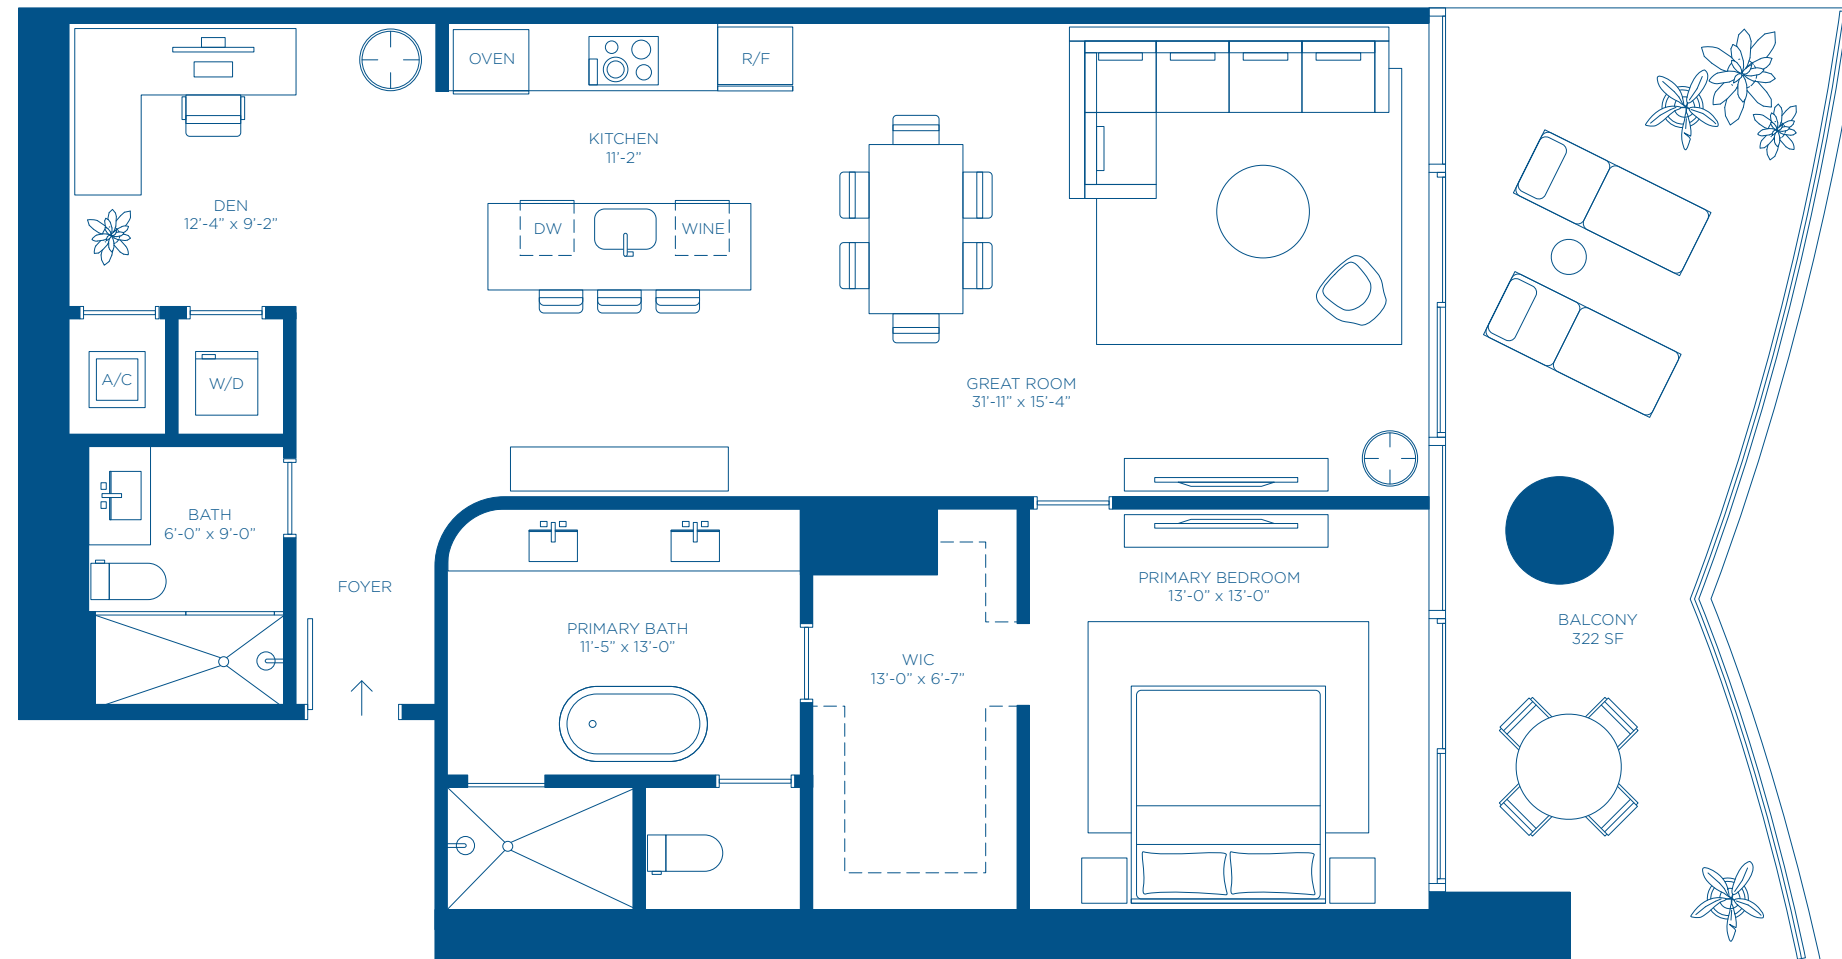 OVEN
R/F
KITCHEN
11'-2"
DEN
12'-4" x 9'-2"
DW
WINE
A/C
W/D
GREAT ROOM
31'-11" x 15'-4"
BATH
6'-0" x 9'-0"
FOYER
PRIMARY BATH
11'-5" x 13'-0"
WIC
13'-0" x 6'-7"
PRIMARY BEDROOM
13'-0" x 13'-0"
BALCONY
322 SF